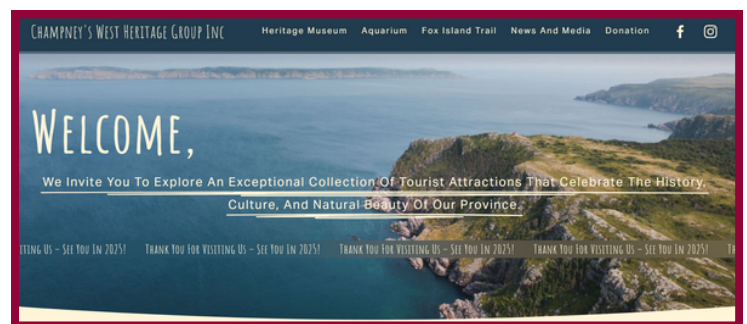 Champney's West Heritage Group Inc
Heritage Museum Aquarium Fox Island Trail News And Media Donation
Welcome,
We Invite You To Explore An Exceptional Collection Of Tourist Attractions That Celebrate The History,
Culture, And Natural Beauty Of Our Province.
iting Us – See You In 2025! Thank You For Visiting Us – See You In 2025! Thank You For Visiting Us – See You In 2025! Thank You For Visiting Us – See You In 2025! Th